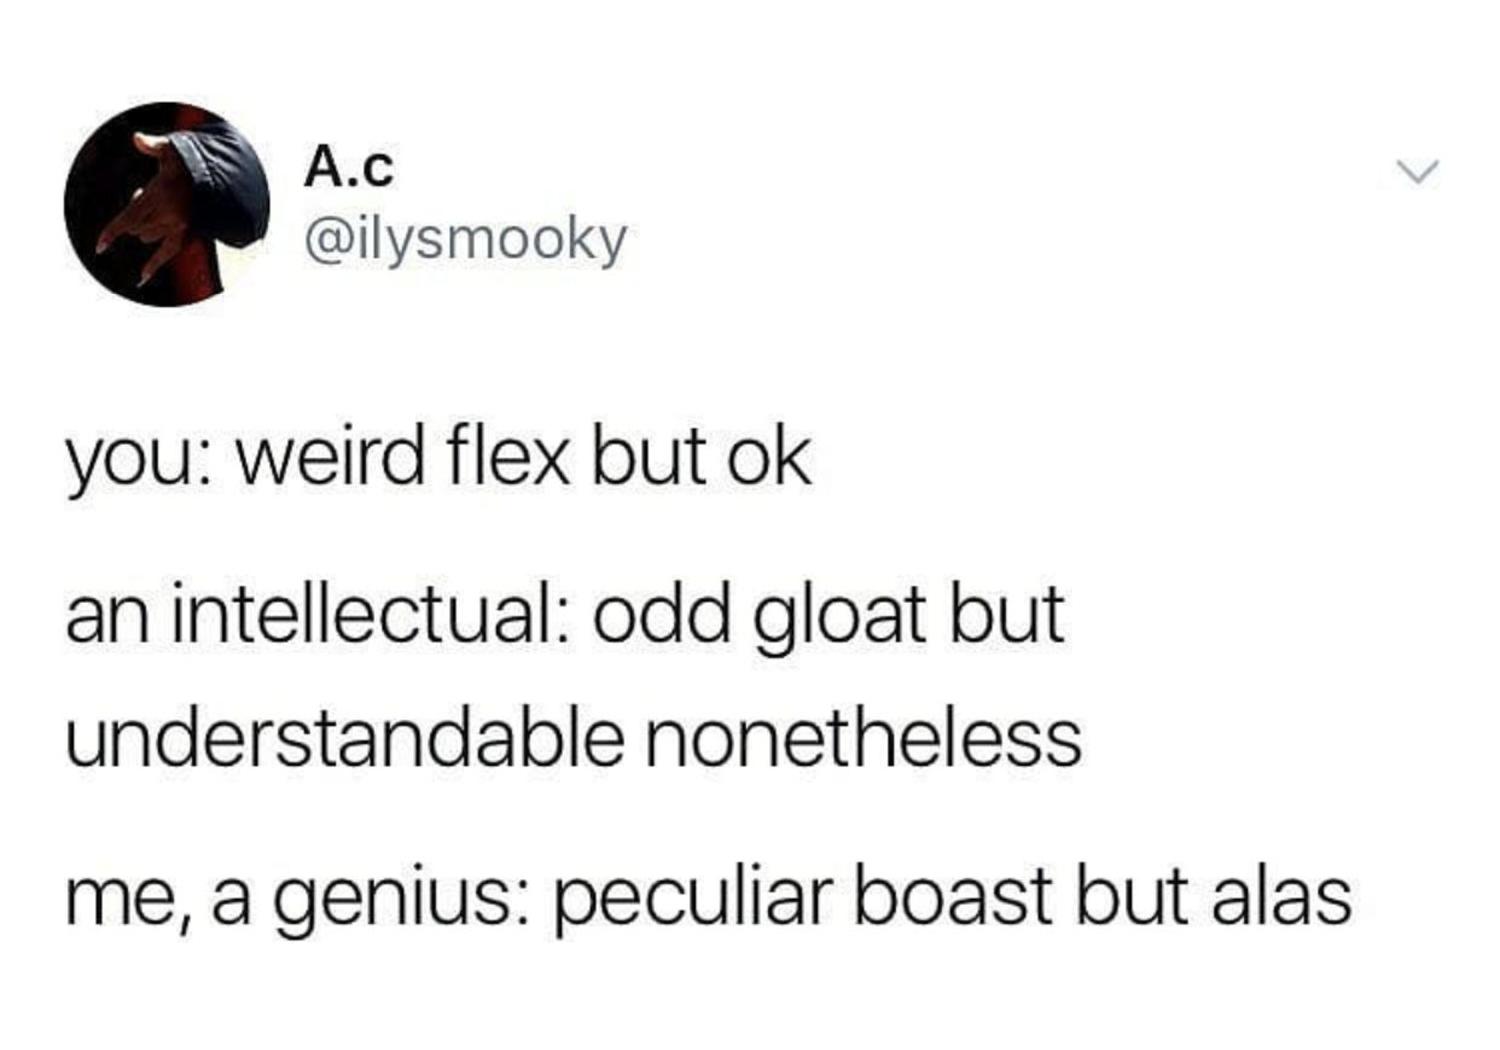 A.c
@ilysmooky
you: weird flex but ok
an intellectual: odd gloat but
understandable nonetheless
me, a genius: peculiar boast but alas